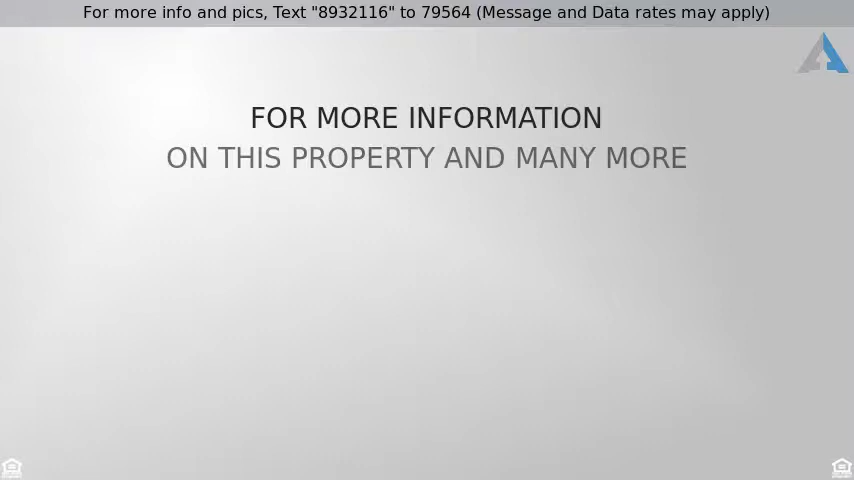 For more info and pics, Text "8932116" to 79564 (Message and Data rates may apply)
FOR MORE INFORMATION
ON THIS PROPERTY AND MANY MORE